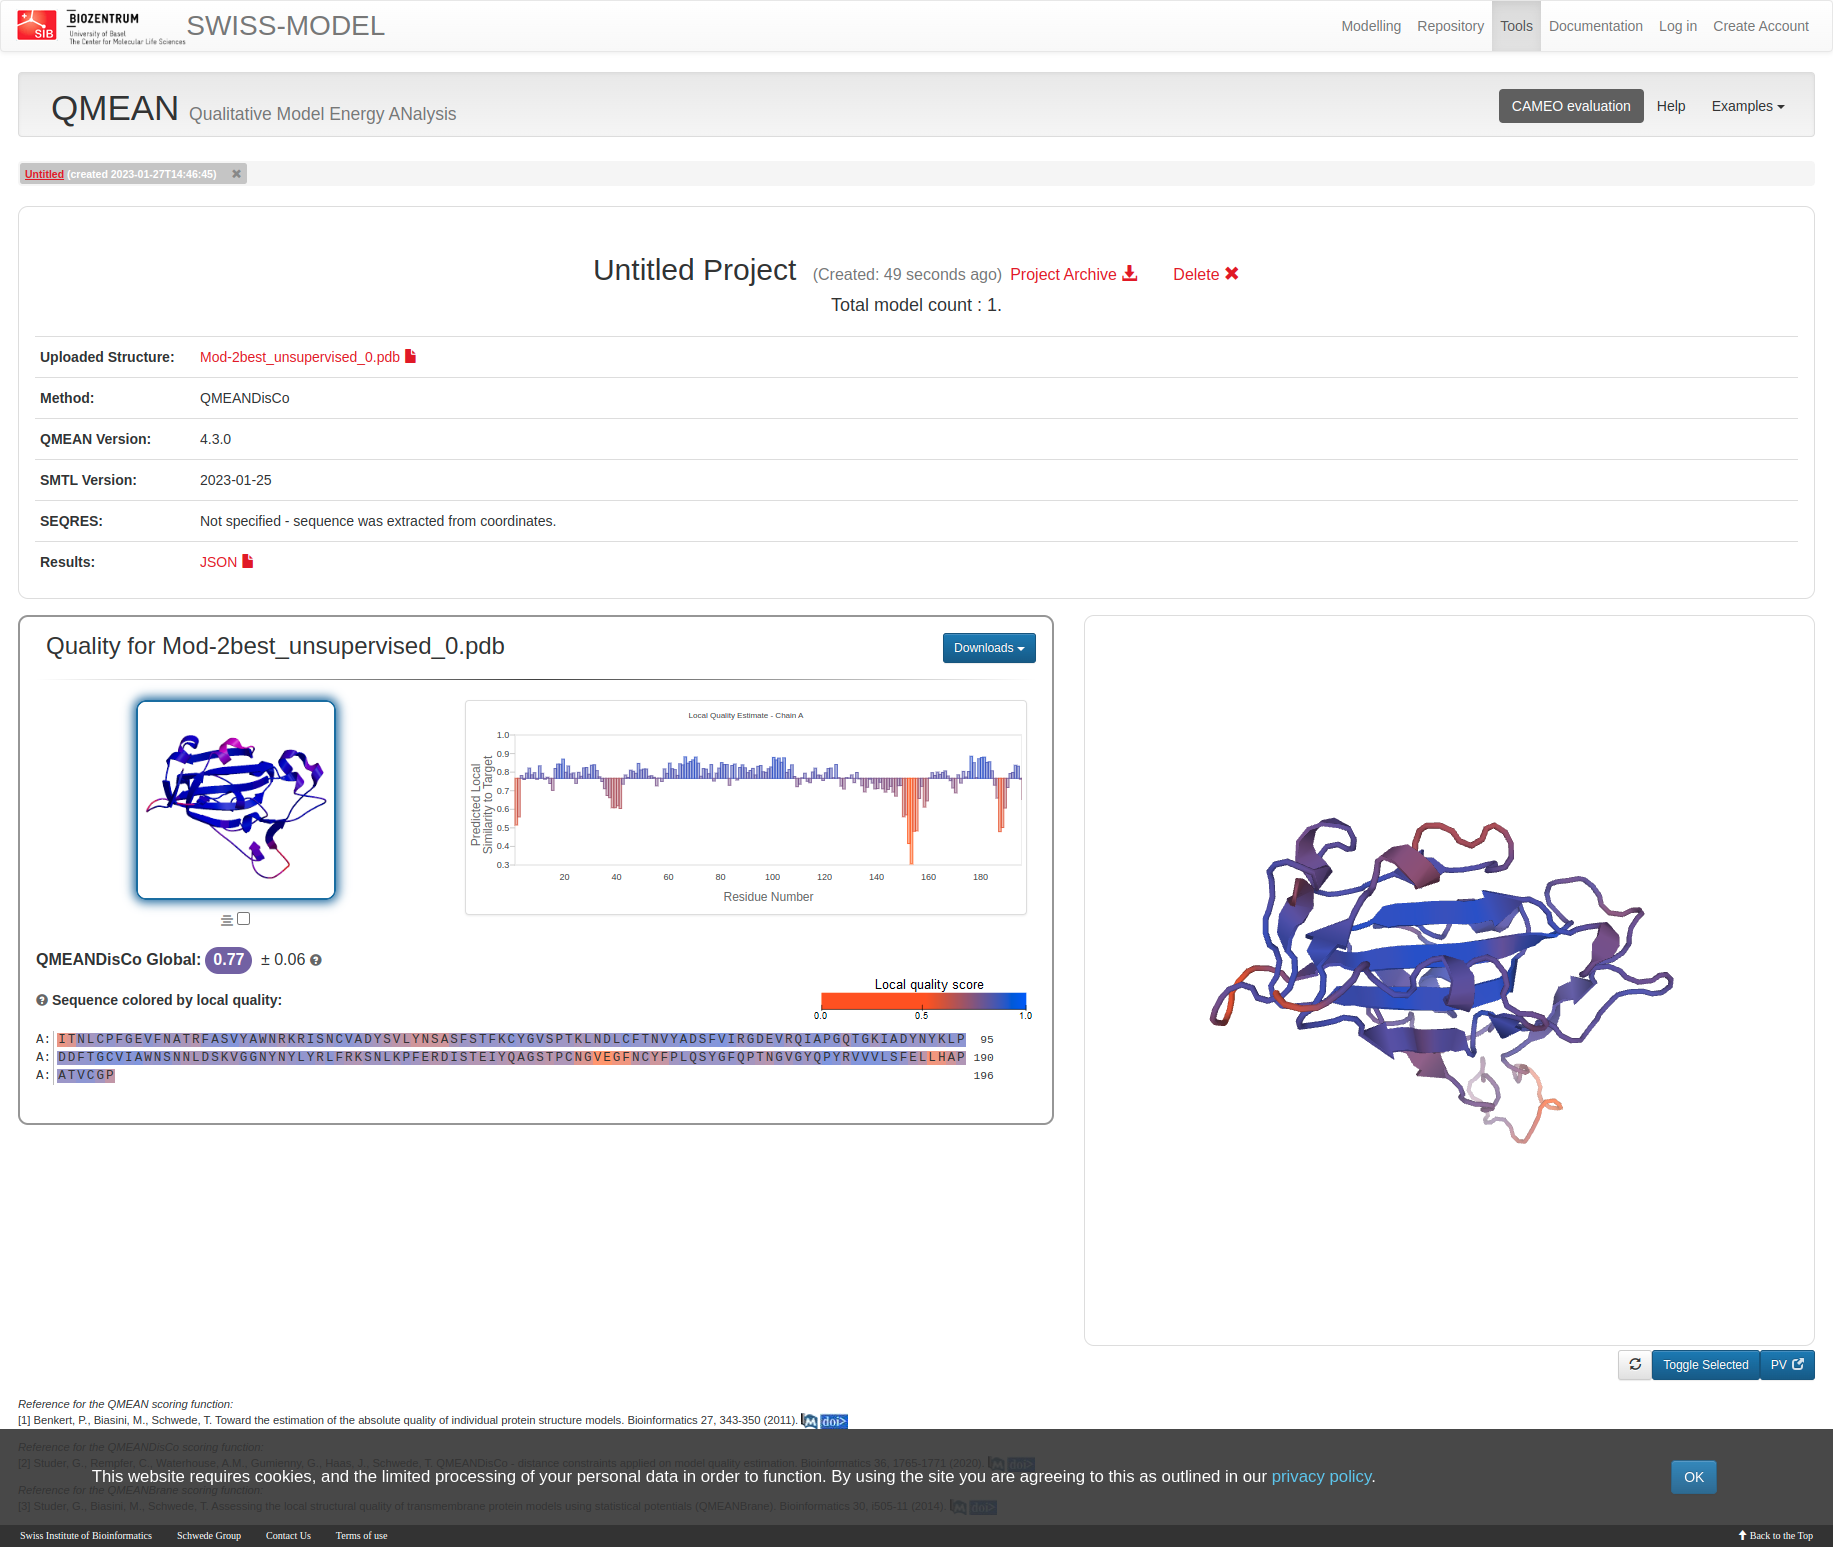 SIB
BIOZENTRUM
University of Basel
The Center for Molecular Life Sciences
SWISS-MODEL
Modelling Repository Tools Documentation Log in Create Account
QMEAN Qualitative Model Energy ANalysis
CAMEO evaluation Help Examples
Untitled (created 2023-01-27T14:46:45) ✖
Untitled Project (Created: 49 seconds ago) Project Archive Delete ✖
Total model count : 1.
Uploaded Structure: Mod-2best_unsupervised_0.pdb
Method: QMEANDisCo
QMEAN Version: 4.3.0
SMTL Version: 2023-01-25
SEQRES: Not specified - sequence was extracted from coordinates.
Results: JSON
Quality for Mod-2best_unsupervised_0.pdb
Downloads
Local Quality Estimate - Chain A
Predicted Local
Similarity to Target
1.0
0.9
0.8
0.7
0.6
0.5
0.4
0.3
20 40 60 80 100 120 140 160 180
Residue Number
QMEANDisCo Global: 0.77 ± 0.06
Sequence colored by local quality:
Local quality score
0.0 0.5 1.0
A: ITNLCPFGEVFNATRFASVYAWNRKRISNCVADYSVLYNSASFSTFKCYGVSPTKLNDLCFTNVYADSFVIRGDEVRQIAPGQTGKIADYNYKLP 95
A: DDFTGCVIAWNSNNLDSKVGGNYNYLYRLFRKSNLKPFERDISTEIYQAGSTPCNGVEGFNCYFPLQSYGFQPTNGVGYQPYRVVVLSFELLHAP 190
A: ATVCGP 196
Toggle Selected PV
Reference for the QMEAN scoring function:
[1] Benkert, P., Biasini, M., Schwede, T. Toward the estimation of the absolute quality of individual protein structure models. Bioinformatics 27, 343-350 (2011). M doi>
Reference for the QMEANDisCo scoring function:
[2] Studer, G., Rempfer, C., Waterhouse, A.M., Gumienny, G., Haas, J., Schwede, T. QMEANDisCo - distance constraints applied on model quality estimation. Bioinformatics 36, 1765-1771 (2020). M doi>
This website requires cookies, and the limited processing of your personal data in order to function. By using the site you are agreeing to this as outlined in our privacy policy.
OK
Reference for the QMEANBrane scoring function:
[3] Studer, G., Biasini, M., Schwede, T. Assessing the local structural quality of transmembrane protein models using statistical potentials (QMEANBrane). Bioinformatics 30, i505-11 (2014). M doi>
Swiss Institute of Bioinformatics Schwede Group Contact Us Terms of use
Back to the Top